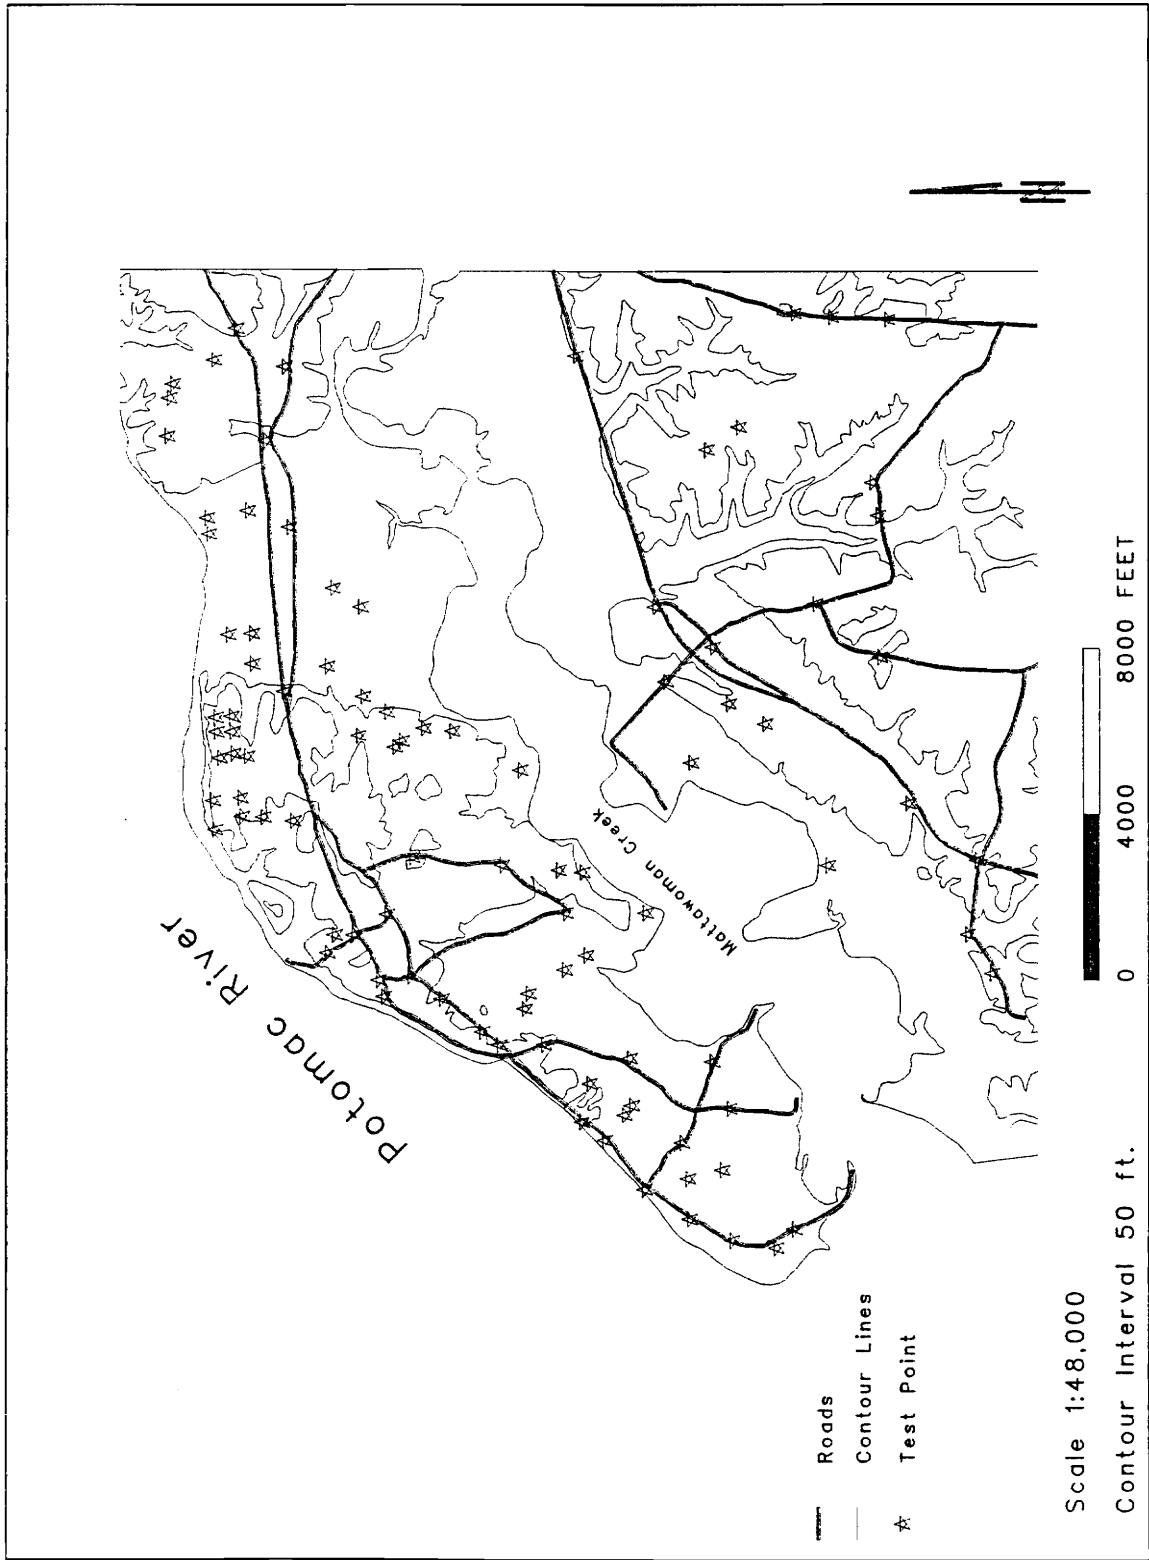 Potomac River
Mattawoman Creek
N
Roads
Contour Lines
Test Point
0 4000 8000 FEET
Scale 1:48,000
Contour Interval 50 ft.